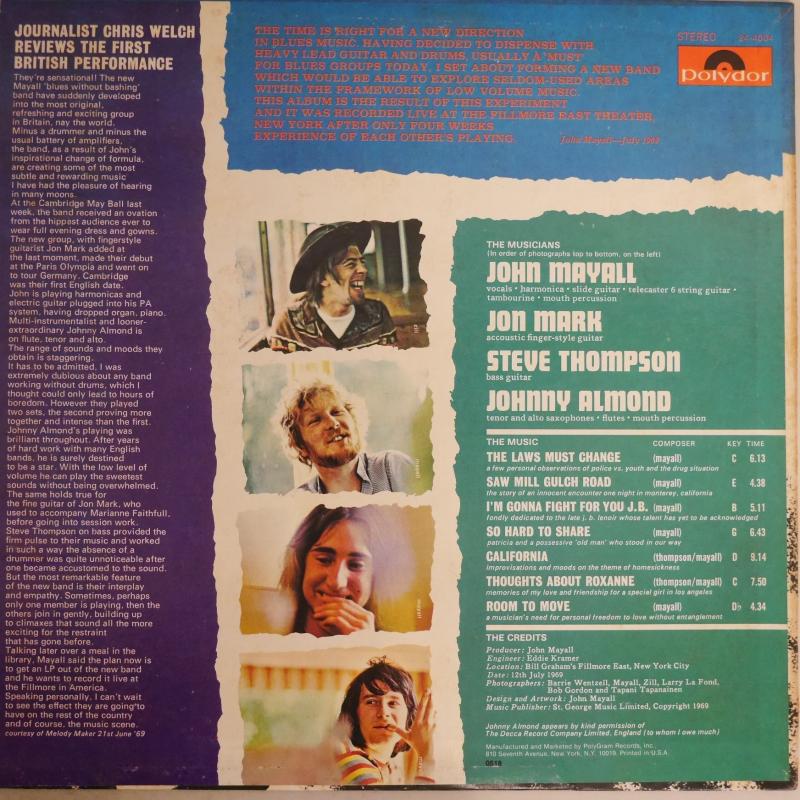 JOURNALIST CHRIS WELCH
REVIEWS THE FIRST
BRITISH PERFORMANCE
They're sensational! The new
Mayall 'blues without bashing'
band have suddenly developed
into the most original,
refreshing and exciting group
in Britain, nay the world.
Minus a drummer and minus the
usual battery of amplifiers,
the band, as a result of John's
inspirational change of formula,
are creating some of the most
subtle and rewarding music
I have had the pleasure of hearing
in many moons.
At the Cambridge May Ball last
week, the band received an ovation
from the hippest audience ever to
wear full evening dress and gowns.
The new group, with fingerstyle
guitarist Jon Mark added at
the last moment, made their debut
at the Paris Olympia and went on
to tour Germany. Cambridge
was their first English date.
John is playing harmonicas and
electric guitar plugged into his PA
system, having dropped organ, piano.
Multi-instrumentalist and looner-
extraordinary Johnny Almond is
on flute, tenor and alto.
The range of sounds and moods they
obtain is staggering.
It has to be admitted, I was
extremely dubious about any band
working without drums, which I
thought could only lead to hours of
boredom. However they played
two sets, the second proving more
together and intense than the first.
Johnny Almond's playing was
brilliant throughout. After years
of hard work with many English
bands, he is surely destined
to be a star. With the low level of
volume he can play the sweetest
sounds without being overwhelmed.
The same holds true for
the fine guitar of Jon Mark, who
used to accompany Marianne Faithfull.
before going into session work.
Steve Thompson on bass provided the
firm pulse to their music and worked
in such a way the absence of a
drummer was quite unnoticeable after
one became accustomed to the sound.
But the most remarkable feature
of the new band is their interplay
and empathy. Sometimes, perhaps
only one member is playing, then the
others join in gently, building up
to climaxes that sound all the more
exciting for the restraint
that has gone before.
Talking later over a meal in the
library, Mayall said the plan now is
to get an LP out of the new band
and he wants to record it live at
the Fillmore in America.
Speaking personally, I can't wait
to see the effect they are going to
have on the rest of the country
and of course, the music scene.
courtesy of Melody Maker 21st June '69
THE TIME IS RIGHT FOR A NEW DIRECTION
IN BLUES MUSIC. HAVING DECIDED TO DISPENSE WITH
HEAVY LEAD GUITAR AND DRUMS, USUALLY A 'MUST'
FOR BLUES GROUPS TODAY, I SET ABOUT FORMING A NEW BAND
WHICH WOULD BE ABLE TO EXPLORE SELDOM-USED AREAS
WITHIN THE FRAMEWORK OF LOW VOLUME MUSIC.
THIS ALBUM IS THE RESULT OF THIS EXPERIMENT
AND IT WAS RECORDED LIVE AT THE FILLMORE EAST THEATER,
NEW YORK AFTER ONLY FOUR WEEKS
EXPERIENCE OF EACH OTHER'S PLAYING. John Mayall—July 1969
STEREO 24-4004
polydor
THE MUSICIANS
(In order of photographs top to bottom, on the left)
JOHN MAYALL
vocals • harmonica • slide guitar • telecaster 6 string guitar •
tambourine • mouth percussion
JON MARK
accoustic finger-style guitar
STEVE THOMPSON
bass guitar
JOHNNY ALMOND
tenor and alto saxophones • flutes • mouth percussion
THE MUSIC COMPOSER KEY TIME
THE LAWS MUST CHANGE (mayall) C 6.13
a few personal observations of police vs. youth and the drug situation
SAW MILL GULCH ROAD (mayall) E 4.38
the story of an innocent encounter one night in monterey, california
I'M GONNA FIGHT FOR YOU J.B. (mayall) B 5.11
fondly dedicated to the late j. b. lenoir whose talent has yet to be acknowledged
SO HARD TO SHARE (mayall) G 6.43
patricia and a possessive 'old man' who stood in our way
CALIFORNIA (thompson/mayall) D 9.14
improvisations and moods on the theme of homesickness
THOUGHTS ABOUT ROXANNE (thompson/mayall) C 7.50
memories of my love and friendship for a special girl in los angeles
ROOM TO MOVE (mayall) D♭ 4.34
a musician's need for personal freedom to love without entanglement
THE CREDITS
Producer: John Mayall
Engineer: Eddie Kramer
Location: Bill Graham's Fillmore East, New York City
Date: 12th July 1969
Photographers: Barrie Wentzell, Mayall, Zill, Larry La Fond,
Bob Gordon and Tapani Tapanainen
Design and Artwork: John Mayall
Music Publisher: St. George Music Limited, Copyright 1969
Johnny Almond appears by kind permission of
The Decca Record Company Limited, England (to whom I owe much)
Manufactured and Marketed by PolyGram Records, Inc.,
810 Seventh Avenue, New York, N.Y. 10019. Printed in U.S.A.
0518